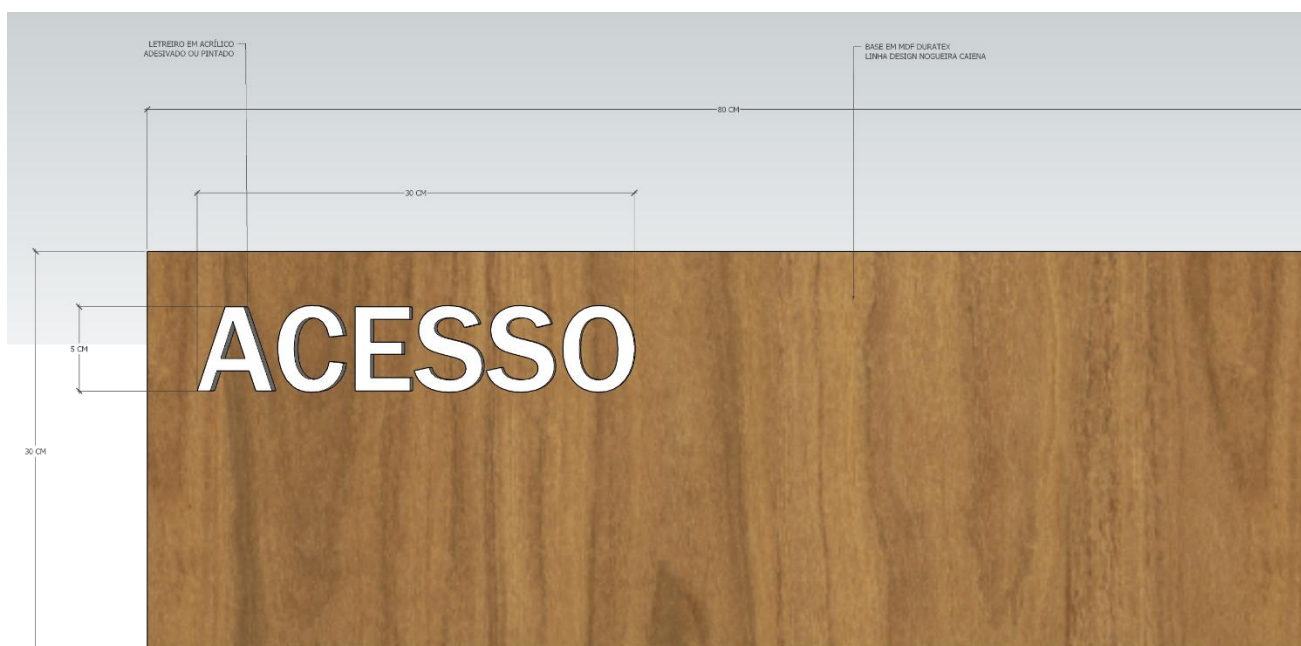 LETREIRO EM ACRÍLICO
ADESIVADO OU PINTADO
BASE EM MDF DURATEX
LINHA DESIGN NOGUEIRA CAIENA
80 CM
30 CM
ACESSO
5 CM
30 CM